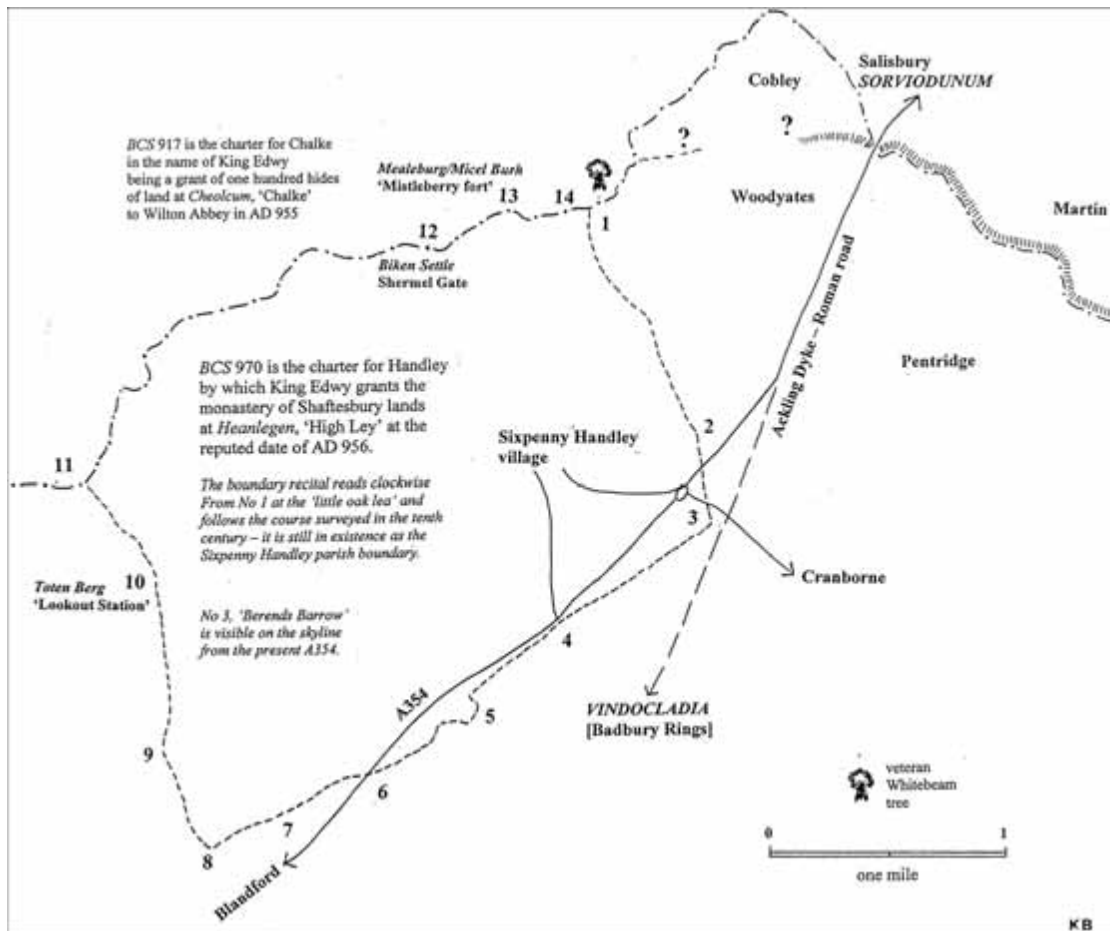 Salisbury
SORVIODUNUM
Cobley
?
?
BCS 917 is the charter for Chalke
in the name of King Edwy
being a grant of one hundred hides
of land at Cheolcum, ‘Chalke’
to Wilton Abbey in AD 955
Mealeburg/Micel Burh
‘Mistleberry fort’
13
14
1
12
Biken Settle
Shermel Gate
Woodyates
Martin
Ackling Dyke – Roman road
Pentridge
BCS 970 is the charter for Handley
by which King Edwy grants the
monastery of Shaftesbury lands
at Heanlegen, ‘High Ley’ at the
reputed date of AD 956.
2
Sixpenny Handley
village
11
The boundary recital reads clockwise
From No 1 at the ‘little oak lea’ and
follows the course surveyed in the tenth
century – it is still in existence as the
Sixpenny Handley parish boundary.
3
Cranborne
10
Toten Berg
‘Lookout Station’
No 3, ‘Berends Barrow’
is visible on the skyline
from the present A354.
4
A354
5
VINDOCLADIA
[Badbury Rings]
9
6
7
8
Blandford
veteran
Whitebeam
tree
0 1
one mile
KB